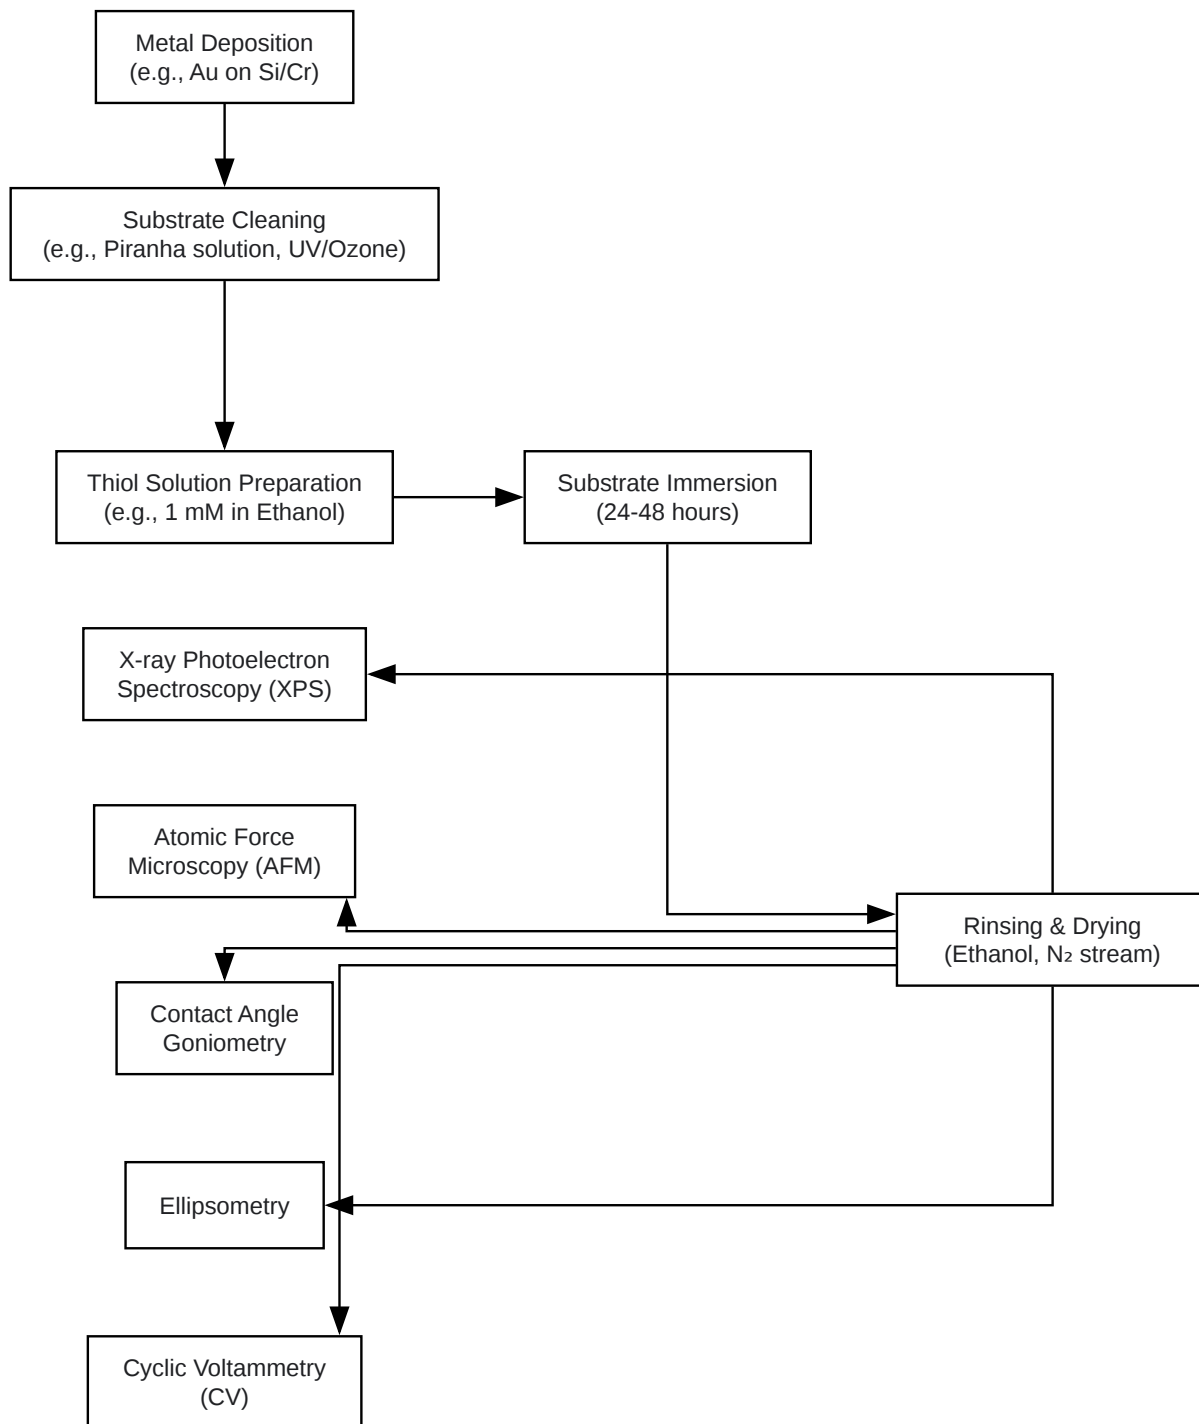 Metal Deposition
(e.g., Au on Si/Cr)
Substrate Cleaning
(e.g., Piranha solution, UV/Ozone)
Thiol Solution Preparation
(e.g., 1 mM in Ethanol)
Substrate Immersion
(24-48 hours)
X-ray Photoelectron
Spectroscopy (XPS)
Atomic Force
Microscopy (AFM)
Rinsing & Drying
(Ethanol, N₂ stream)
Contact Angle
Goniometry
Ellipsometry
Cyclic Voltammetry
(CV)